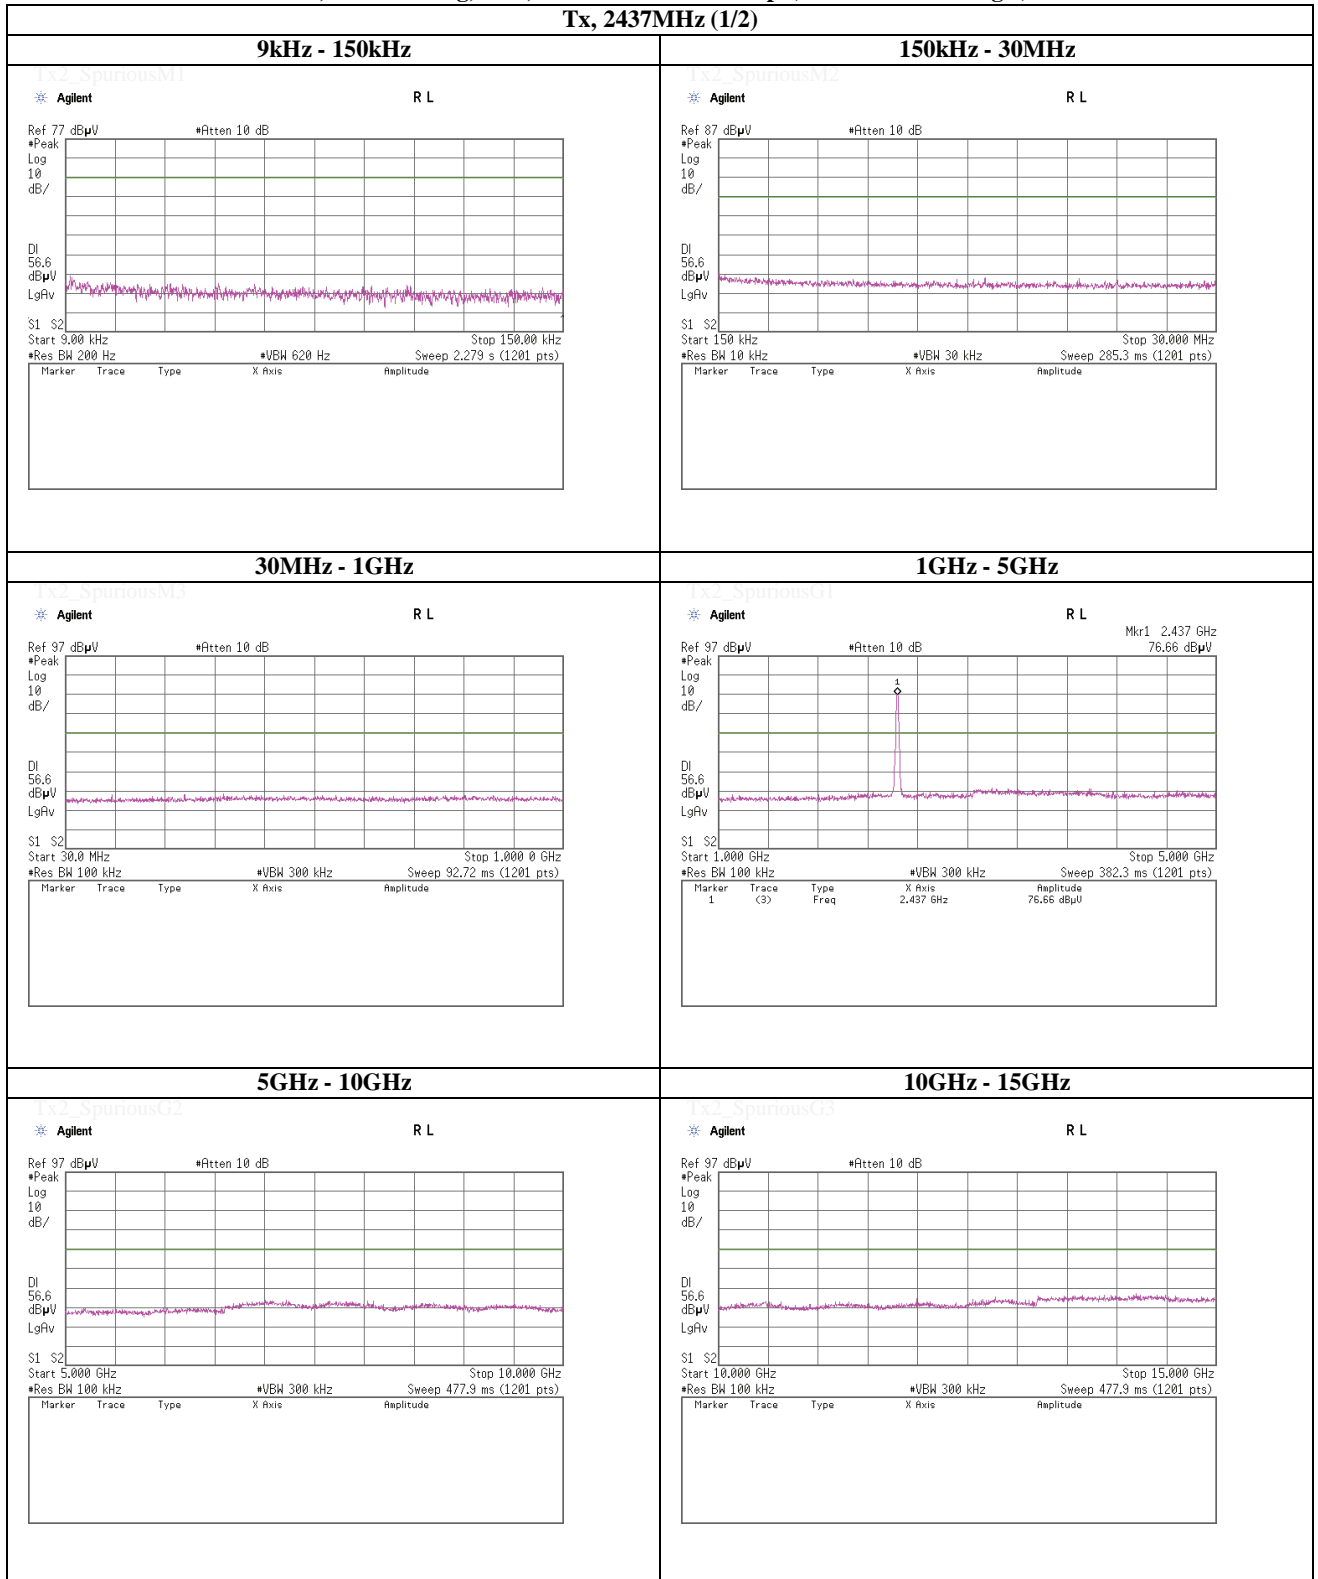 Tx, 2437MHz (1/2)
9kHz - 150kHz
Tx2_SpuriousM1
Agilent R L
Ref 77 dBµV #Atten 10 dB
#Peak
Log
10
dB/
DI
56.6
dBµV
LgAv
S1 S2
Start 9.00 kHz Stop 150.00 kHz
#Res BW 200 Hz #VBW 620 Hz Sweep 2.279 s (1201 pts)
Marker Trace Type X Axis Amplitude
150kHz - 30MHz
Tx2_SpuriousM2
Agilent R L
Ref 87 dBµV #Atten 10 dB
#Peak
Log
10
dB/
DI
56.6
dBµV
LgAv
S1 S2
Start 150 kHz Stop 30.000 MHz
#Res BW 10 kHz #VBW 30 kHz Sweep 285.3 ms (1201 pts)
Marker Trace Type X Axis Amplitude
30MHz - 1GHz
Tx2_SpuriousM3
Agilent R L
Ref 97 dBµV #Atten 10 dB
#Peak
Log
10
dB/
DI
56.6
dBµV
LgAv
S1 S2
Start 30.0 MHz Stop 1.000 0 GHz
#Res BW 100 kHz #VBW 300 kHz Sweep 92.72 ms (1201 pts)
Marker Trace Type X Axis Amplitude
1GHz - 5GHz
Tx2_SpuriousG1
Agilent R L
Mkr1 2.437 GHz
Ref 97 dBµV #Atten 10 dB 76.66 dBµV
#Peak
Log
10
dB/
1
DI
56.6
dBµV
LgAv
S1 S2
Start 1.000 GHz Stop 5.000 GHz
#Res BW 100 kHz #VBW 300 kHz Sweep 382.3 ms (1201 pts)
Marker Trace Type X Axis Amplitude
1 (3) Freq 2.437 GHz 76.66 dBµV
5GHz - 10GHz
Tx2_SpuriousG2
Agilent R L
Ref 97 dBµV #Atten 10 dB
#Peak
Log
10
dB/
DI
56.6
dBµV
LgAv
S1 S2
Start 5.000 GHz Stop 10.000 GHz
#Res BW 100 kHz #VBW 300 kHz Sweep 477.9 ms (1201 pts)
Marker Trace Type X Axis Amplitude
10GHz - 15GHz
Tx2_SpuriousG3
Agilent R L
Ref 97 dBµV #Atten 10 dB
#Peak
Log
10
dB/
DI
56.6
dBµV
LgAv
S1 S2
Start 10.000 GHz Stop 15.000 GHz
#Res BW 100 kHz #VBW 300 kHz Sweep 477.9 ms (1201 pts)
Marker Trace Type X Axis Amplitude